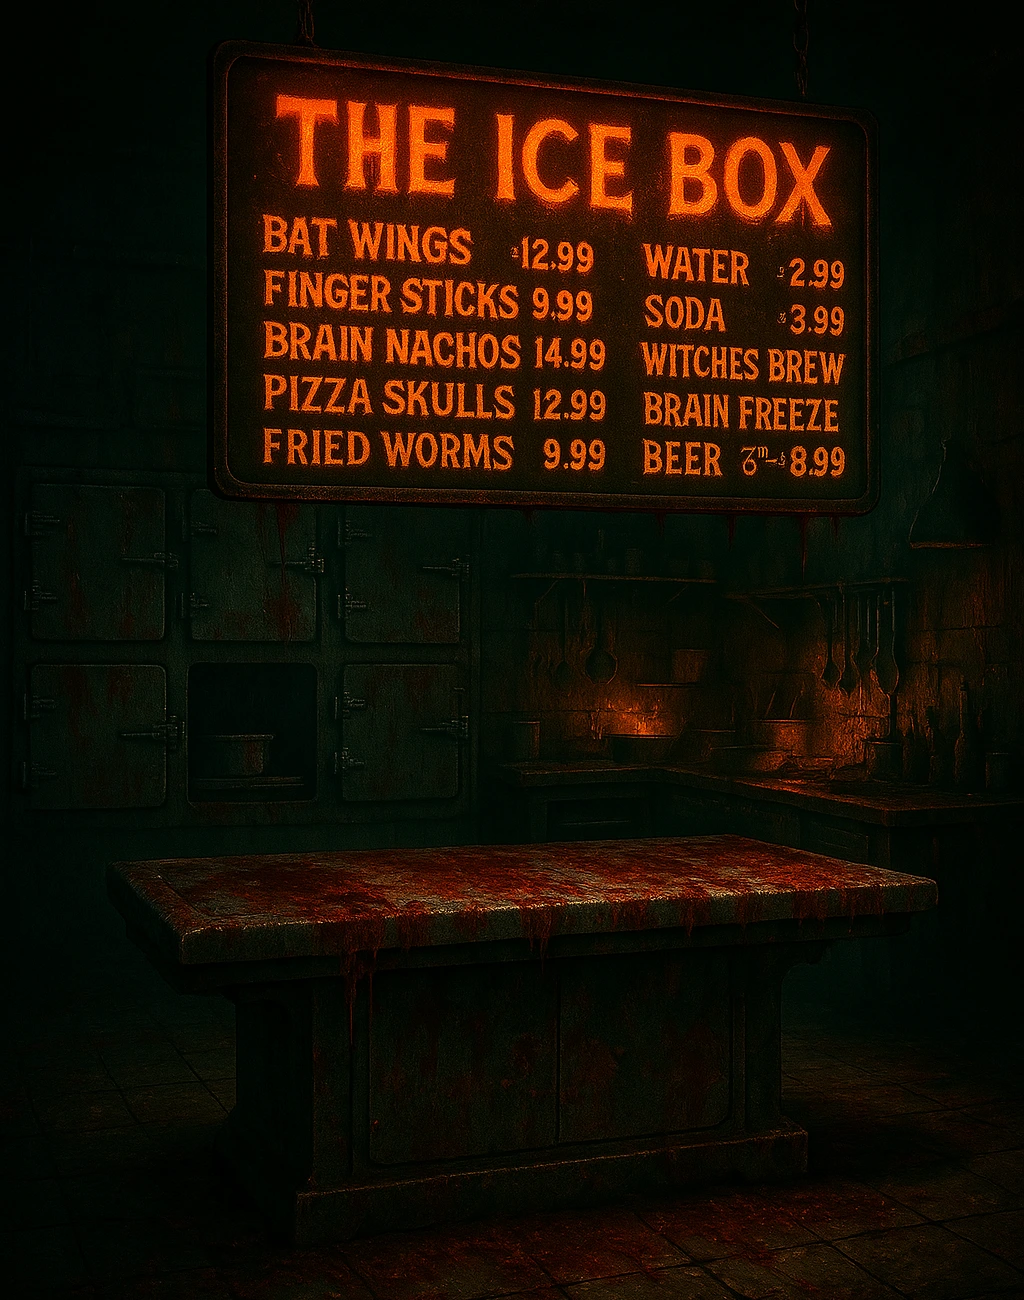 THE ICE BOX
BAT WINGS 12.99
FINGER STICKS 9.99
BRAIN NACHOS 14.99
PIZZA SKULLS 12.99
FRIED WORMS 9.99
WATER 2.99
SODA 3.99
WITCHES BREW
BRAIN FREEZE
BEER 8.99